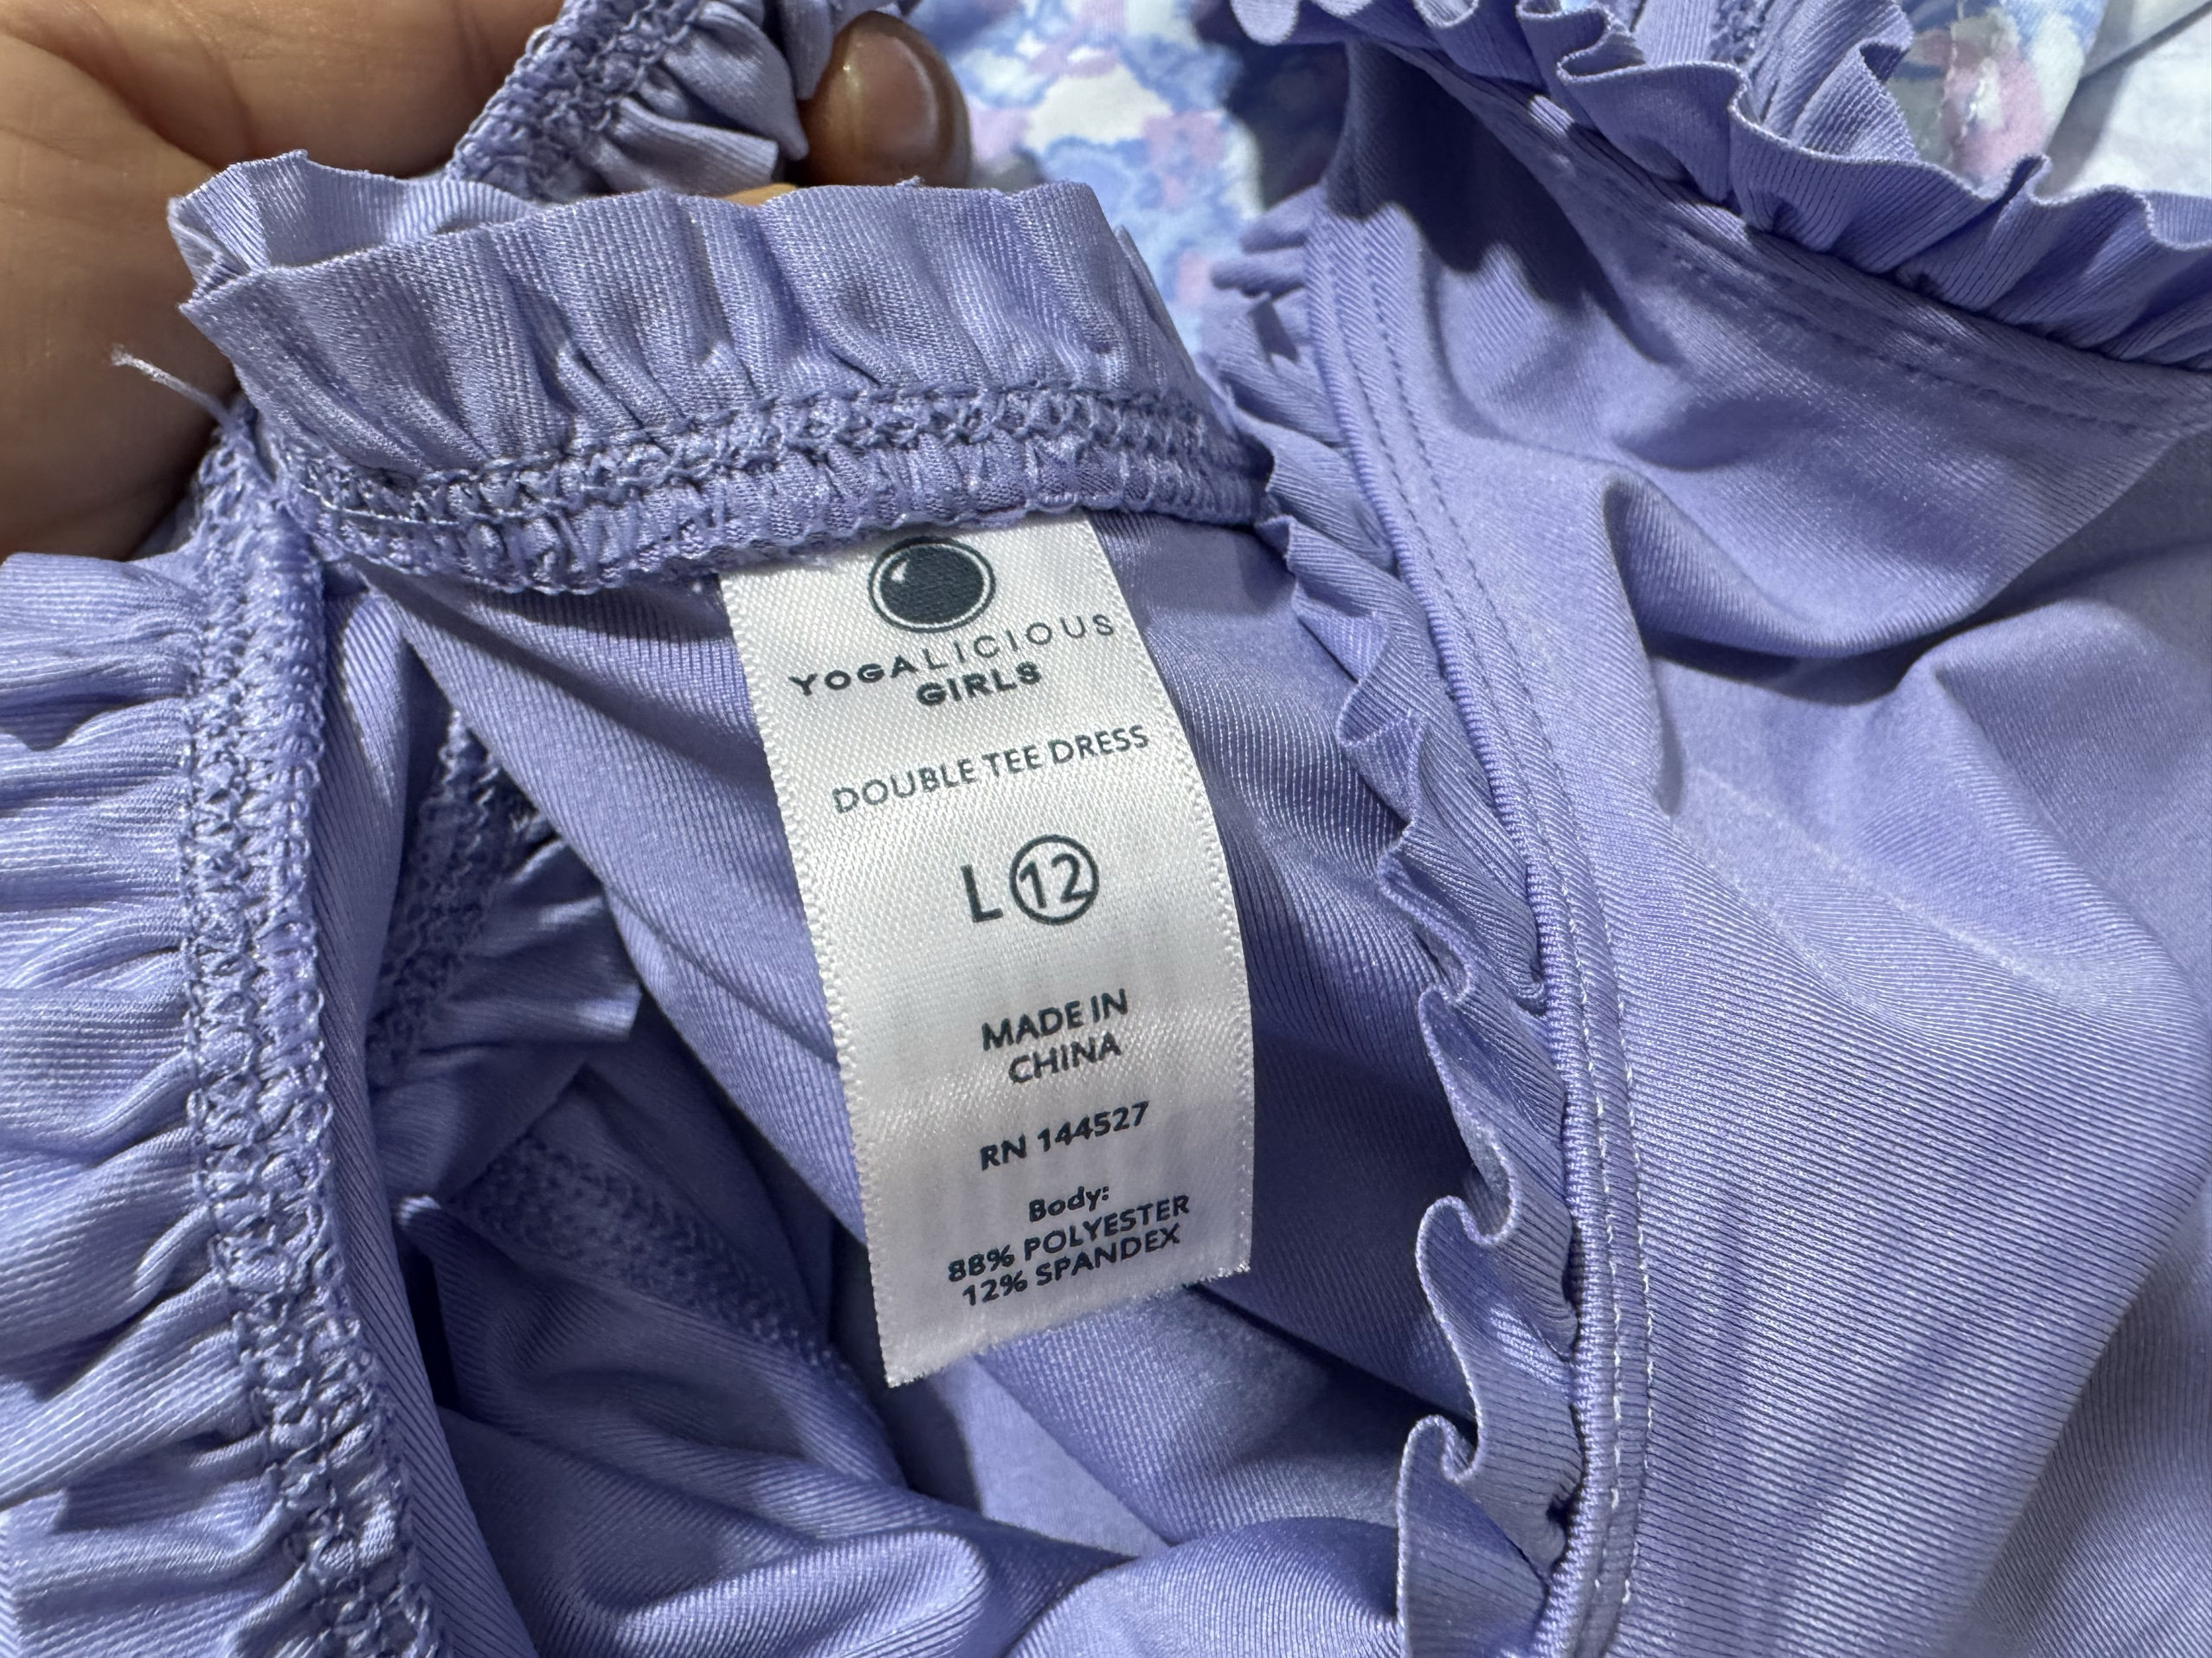 YOGALICIOUS
GIRLS
DOUBLE TEE DRESS
L 12
MADE IN
CHINA
RN 144527
Body:
88% POLYESTER
12% SPANDEX